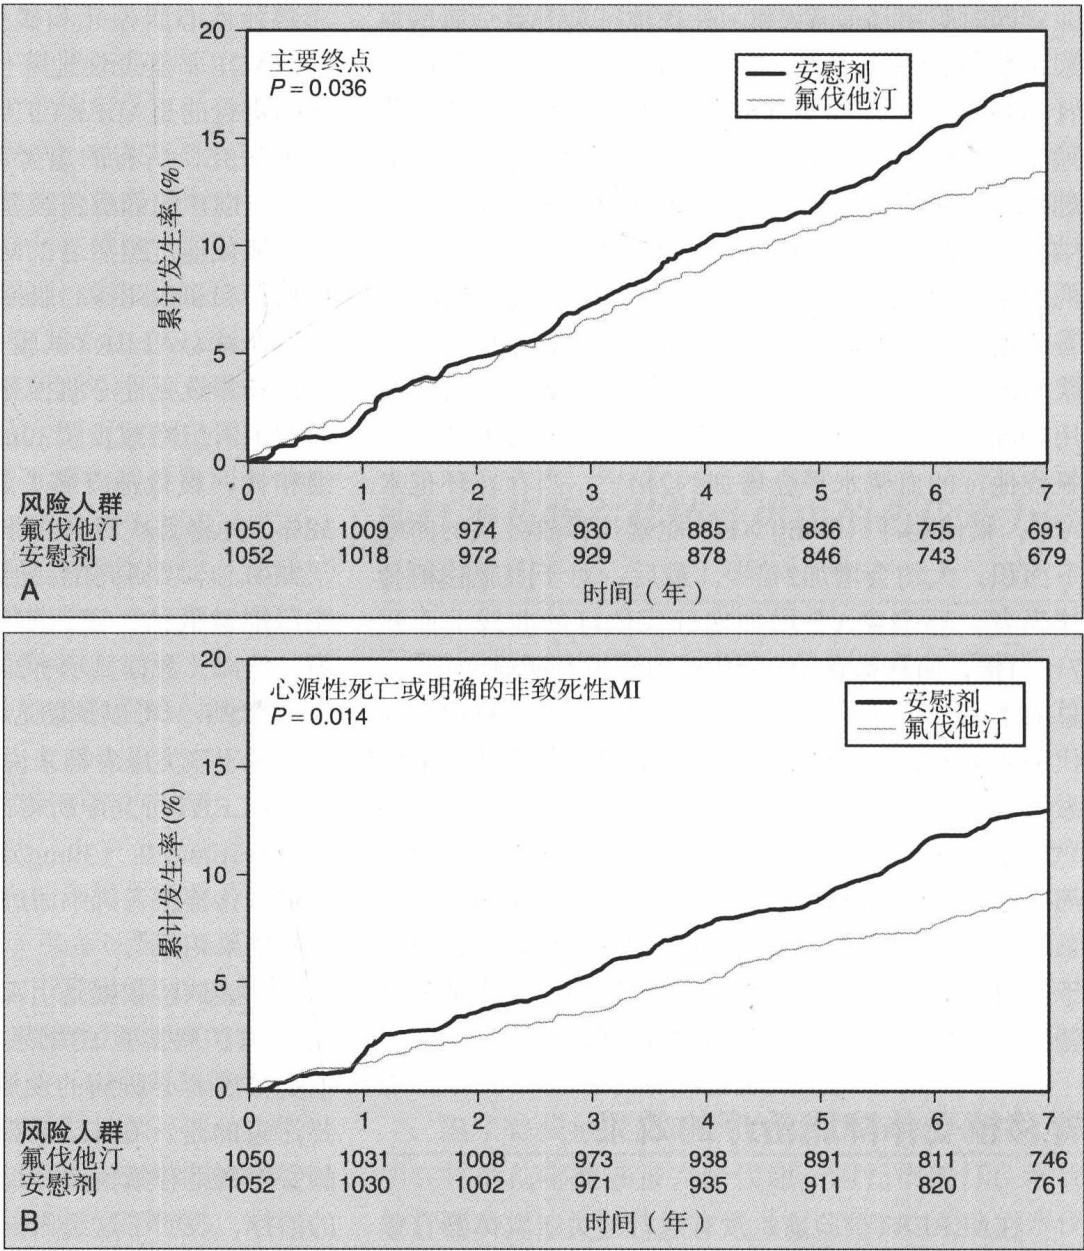 20
主要终点
P = 0.036
安慰剂
氟伐他汀
15
10
5
0
累计发生率 (%)
0 1 2 3 4 5 6 7
风险人群
氟伐他汀 1050 1009 974 930 885 836 755 691
安慰剂 1052 1018 972 929 878 846 743 679
A
时间（年）
20
心源性死亡或明确的非致死性MI
P = 0.014
安慰剂
氟伐他汀
15
10
5
0
累计发生率 (%)
0 1 2 3 4 5 6 7
风险人群
氟伐他汀 1050 1031 1008 973 938 891 811 746
安慰剂 1052 1030 1002 971 935 911 820 761
B
时间（年）